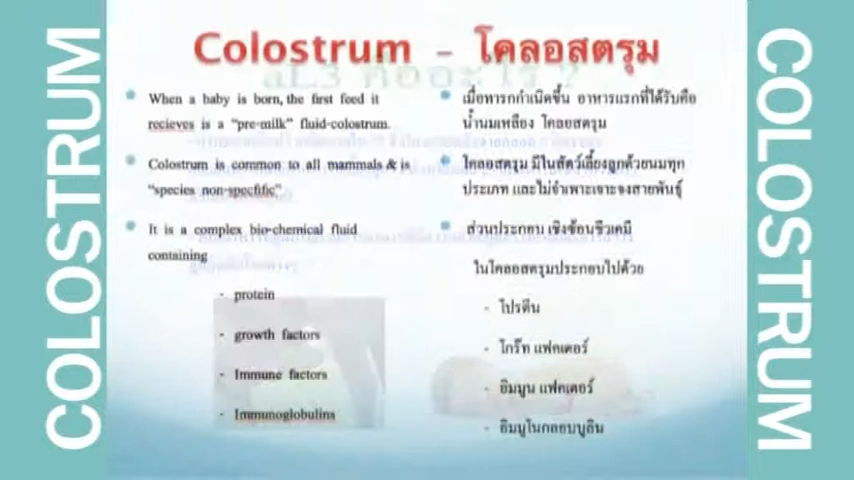 COLOSTRUM
Colostrum - โคลอสตรุม
aL3 คืออะไร ?
When a baby is born, the first feed it
recieves is a "pre-milk" fluid-colostrum.
Colostrum is common to all mammals & is
"species non-specfific"
It is a complex bio-chemical fluid
containing
- protein
- growth factors
- Immune factors
- Immunoglobulins
เมื่อทารกกำเนิดขึ้น อาหารแรกที่ได้รับคือ
น้ำนมเหลือง โคลอสตรุม
โคลอสตรุม มีในสัตว์เลี้ยงลูกด้วยนมทุก
ประเภท และไม่จำเพาะเจาะจงสายพันธุ์
ส่วนประกอบ เชิงซ้อนชีวเคมี
ในโคลอสตรุมประกอบไปด้วย
- โปรตีน
- โกร๊ท แฟคเตอร์
- อิมมูน แฟคเตอร์
- อิมมูโนกลอบบูลิน
COLOSTRUM